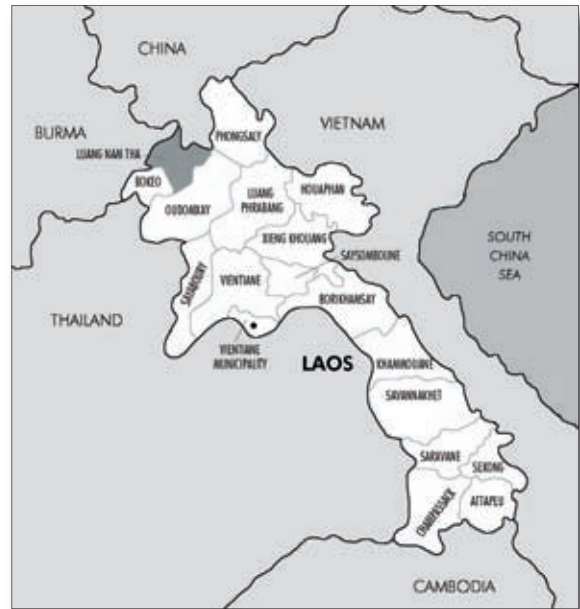 CHINA
BURMA
VIETNAM
PHONGSALY
LUANG NAM THA
BOKEO
OUDOMXAY
LUANG
PHRABANG
HOUAPHAN
XIENG KHOUANG
SAYSOMBOUNE
SOUTH
CHINA
SEA
SAYABOURY
VIENTIANE
BORIKHAMSAY
THAILAND
VIENTIANE
MUNICIPALITY
LAOS
KHAMMOUANE
SAVANNAKHET
SARAVANE
SEKONG
CHAMPASSACK
ATTAPEU
CAMBODIA